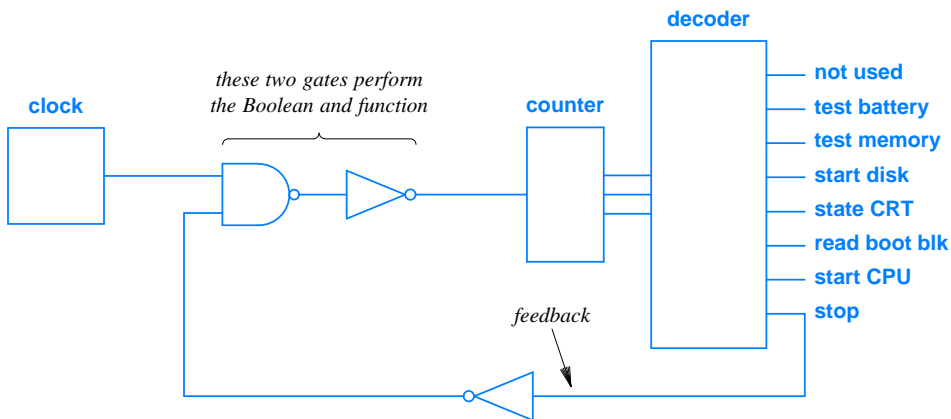 decoder
these two gates perform
the Boolean and function
clock
counter
not used
test battery
test memory
start disk
state CRT
read boot blk
start CPU
stop
feedback